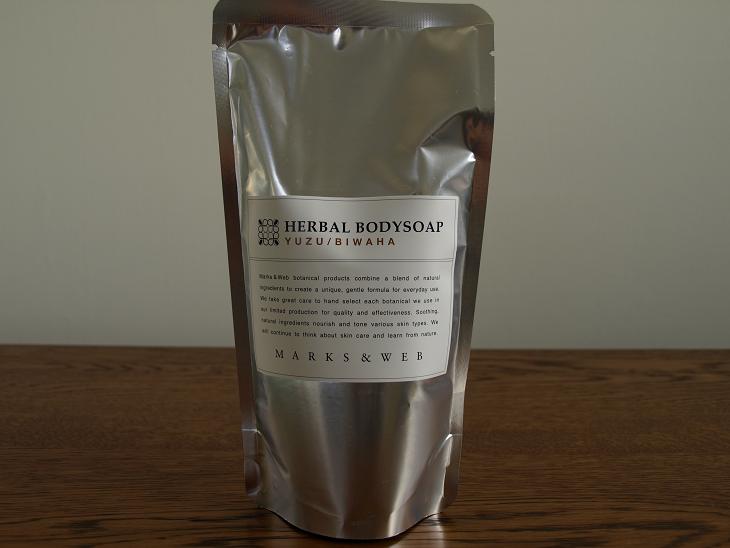 HERBAL BODYSOAP
YUZU/BIWAHA
Marks & Web botanical products combine a blend of natural
ingredients to create a unique, gentle formula for everyday use.
We take great care to hand select each botanical we use in
our limited production for quality and effectiveness. Soothing,
natural ingredients nourish and tone various skin types. We
will continue to think about skin care and learn from nature.
MARKS & WEB